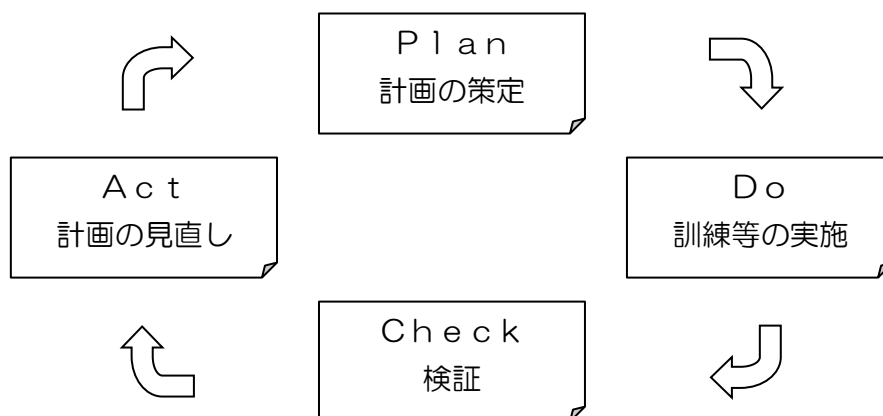 Ｐｌａｎ
計画の策定
Ａｃｔ
計画の見直し
Ｄｏ
訓練等の実施
Ｃｈｅｃｋ
検証